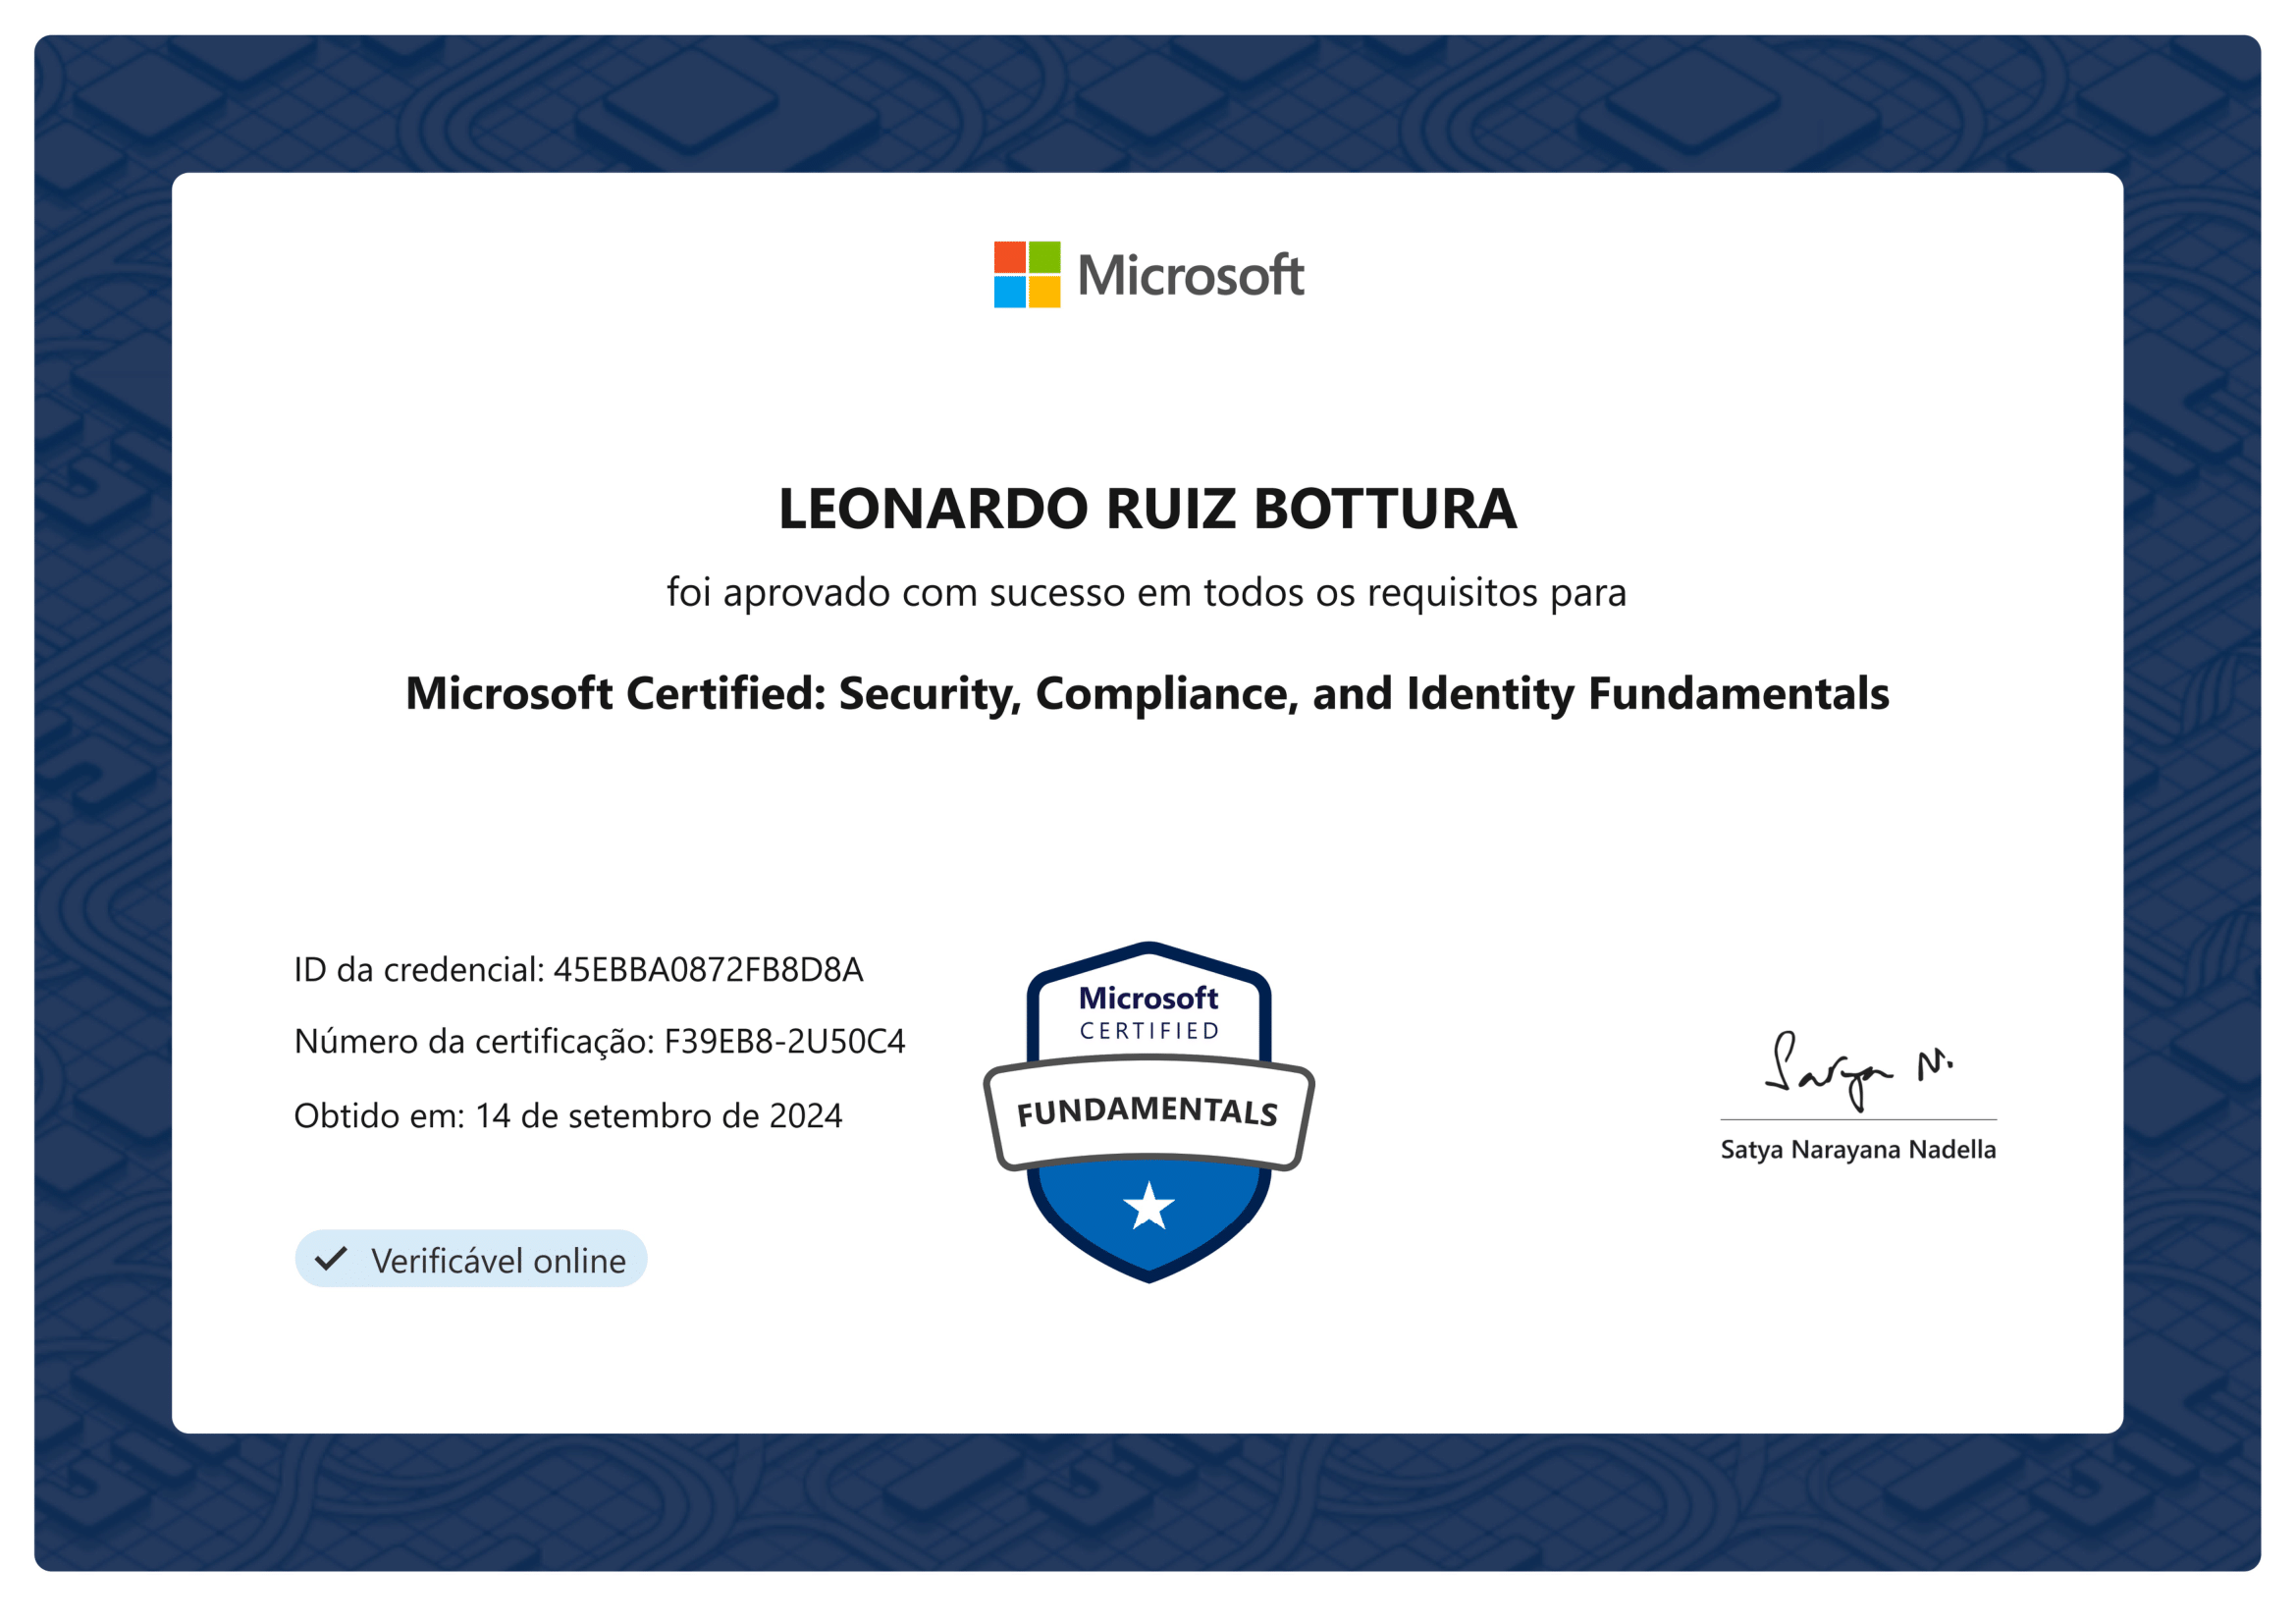 Microsoft
LEONARDO RUIZ BOTTURA
foi aprovado com sucesso em todos os requisitos para
Microsoft Certified: Security, Compliance, and Identity Fundamentals
ID da credencial: 45EBBA0872FB8D8A
Número da certificação: F39EB8-2U50C4
Obtido em: 14 de setembro de 2024
Verificável online
Microsoft
CERTIFIED
FUNDAMENTALS
Satya N.
Satya Narayana Nadella